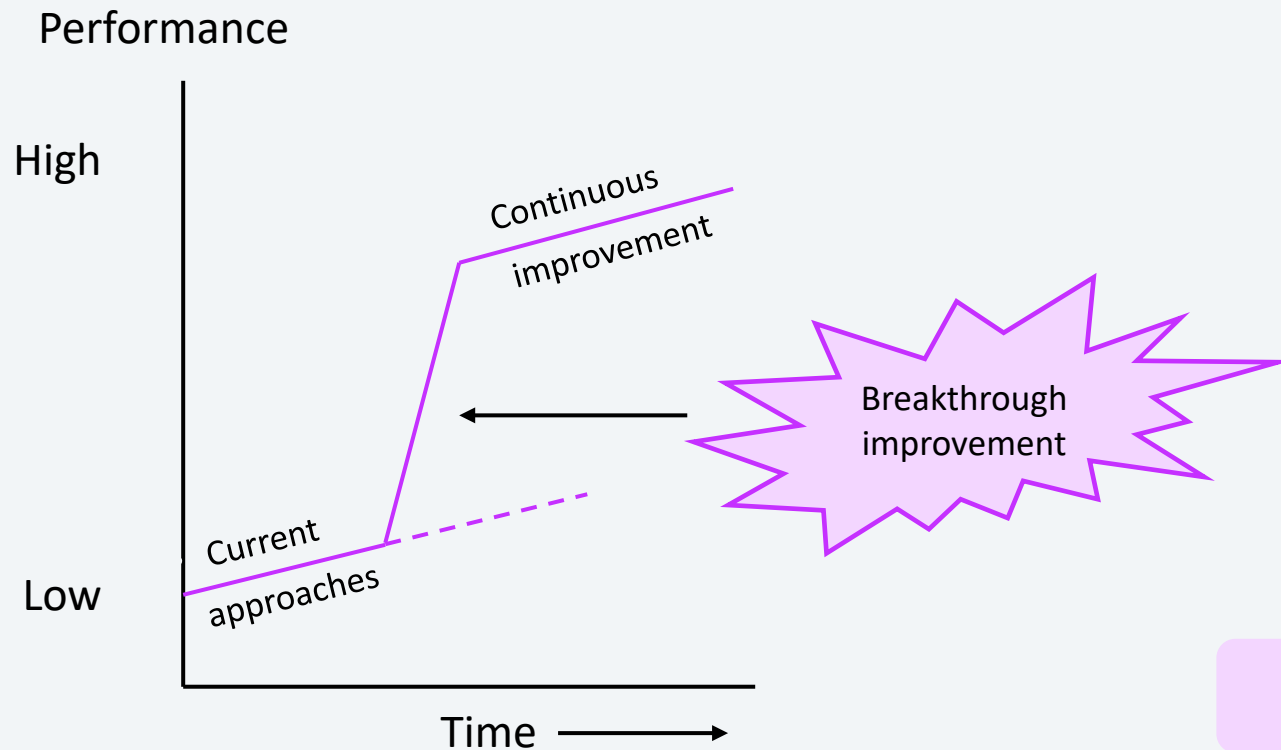 Performance
High
Continuous
improvement
Breakthrough
improvement
Current
approaches
Low
Time